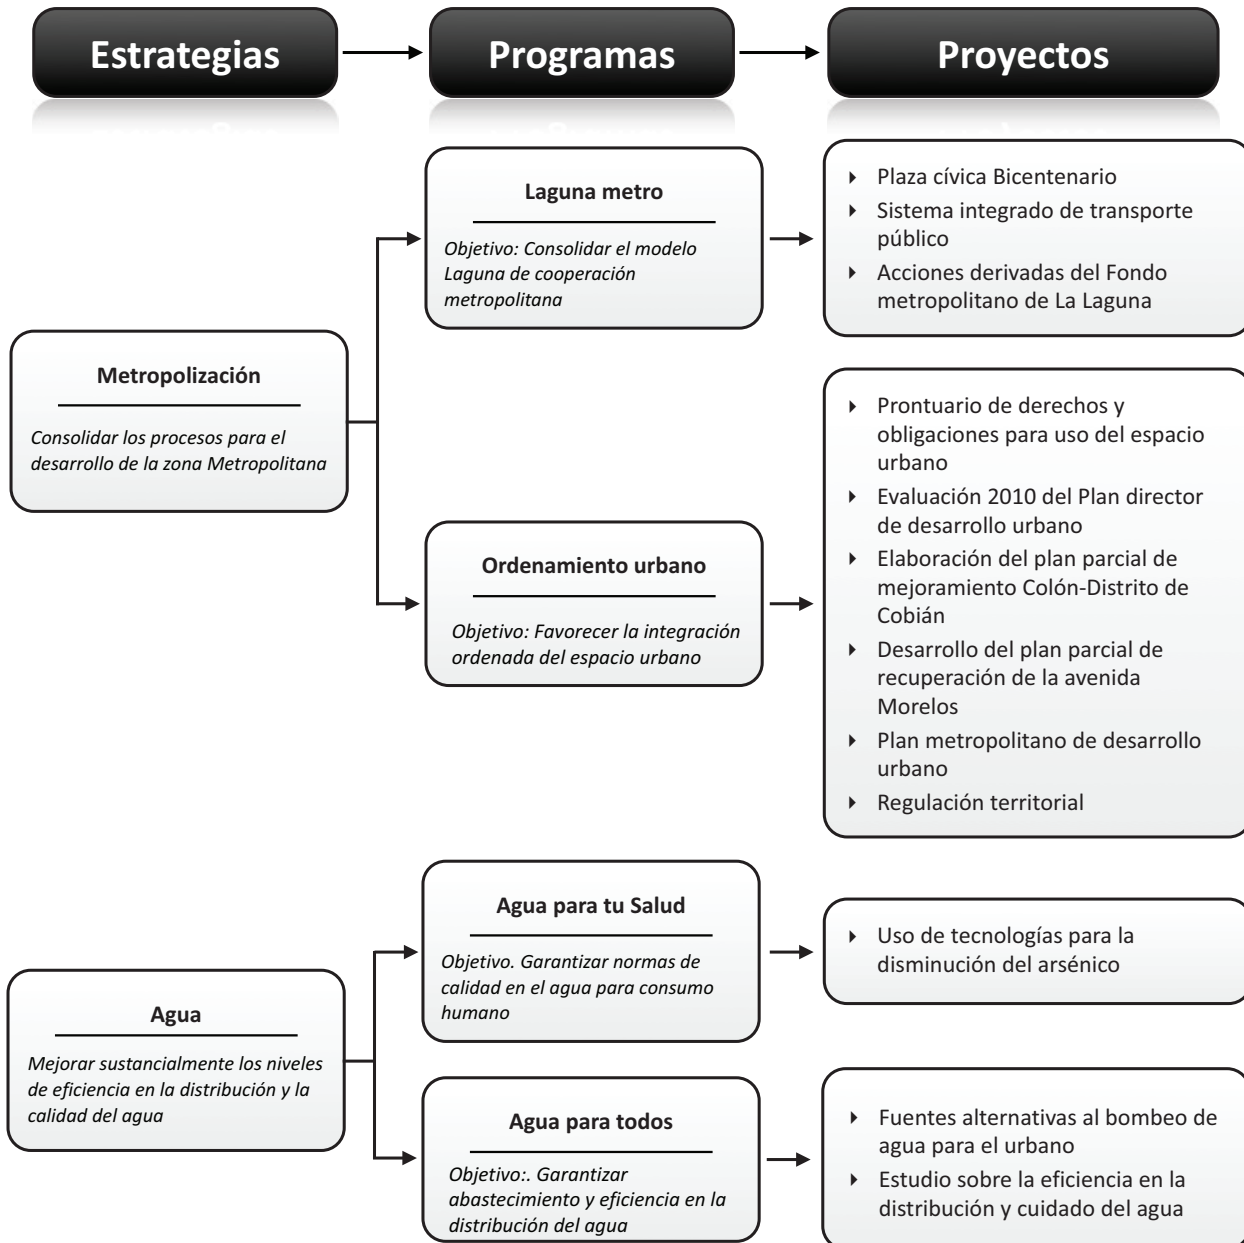 Estrategias
Programas
Proyectos
Metropolización
Consolidar los procesos para el
desarrollo de la zona Metropolitana
Laguna metro
Objetivo: Consolidar el modelo
Laguna de cooperación
metropolitana
Plaza cívica Bicentenario
Sistema integrado de transporte
público
Acciones derivadas del Fondo
metropolitano de La Laguna
Ordenamiento urbano
Objetivo: Favorecer la integración
ordenada del espacio urbano
Prontuario de derechos y
obligaciones para uso del espacio
urbano
Evaluación 2010 del Plan director
de desarrollo urbano
Elaboración del plan parcial de
mejoramiento Colón-Distrito de
Cobián
Desarrollo del plan parcial de
recuperación de la avenida
Morelos
Plan metropolitano de desarrollo
urbano
Regulación territorial
Agua
Mejorar sustancialmente los niveles
de eficiencia en la distribución y la
calidad del agua
Agua para tu Salud
Objetivo. Garantizar normas de
calidad en el agua para consumo
humano
Uso de tecnologías para la
disminución del arsénico
Agua para todos
Objetivo:. Garantizar
abastecimiento y eficiencia en la
distribución del agua
Fuentes alternativas al bombeo de
agua para el urbano
Estudio sobre la eficiencia en la
distribución y cuidado del agua